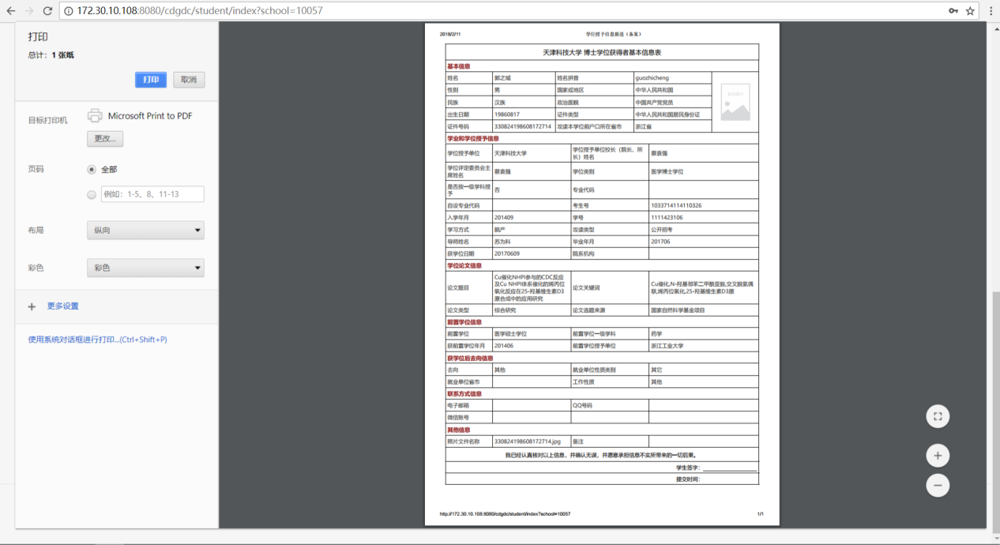 172.30.10.108:8080/cdgdc/student/index?school=10057
打印
总计：1 张纸
打印 取消
目标打印机 Microsoft Print to PDF
更改...
页码 全部
例如：1-5、8、11-13
布局 纵向
彩色 彩色
更多设置
使用系统对话框进行打印...(Ctrl+Shift+P)
2018/2/11 学位授予信息报送（备案）
天津科技大学 博士学位获得者基本信息表
基本信息
姓名 郭之城 姓名拼音 guozhicheng
性别 男 国家或地区 中华人民共和国
民族 汉族 政治面貌 中国共产党党员
出生日期 19860817 证件类型 中华人民共和国居民身份证
证件号码 330824198608172714 攻读本学位前户口所在省市 浙江省
学业和学位授予信息
学位授予单位 天津科技大学 学位授予单位校长（院长、所
长）姓名 蔡袁强
学位评定委员会主
席姓名 蔡袁强 学位类别 医学博士学位
是否按一级学科授
予 否 专业代码
自设专业代码 考生号 1033714114110326
入学年月 201409 学号 1111423106
学习方式 脱产 攻读类型 公开招考
导师姓名 苏为科 毕业年月 201706
获学位日期 20170609 院系机构
学位论文信息
论文题目
Cu催化NHPI参与的CDC反应
及Cu NHPI体系催化的烯丙位
氧化反应在25-羟基维生素D3
原合成中的应用研究
论文关键词
Cu催化,N-羟基邻苯二甲酰亚胺,交叉脱氢偶
联,烯丙位氧化,25-羟基维生素D3原
论文类型 综合研究 论文选题来源 国家自然科学基金项目
前置学位信息
前置学位 医学硕士学位 前置学位一级学科 药学
获前置学位年月 201406 前置学位授予单位 浙江工业大学
获学位后去向信息
去向 其他 就业单位性质类别 其它
就业单位省市 工作性质 其他
联系方式信息
电子邮箱 QQ号码
微信账号
其他信息
照片文件名称 330824198608172714.jpg 备注
我已经认真核对以上信息，并确认无误，并愿意承担信息不实所带来的一切后果。
学生签字：
提交时间：
http://172.30.10.108:8080/cdgdc/student/index?school=10057 1/1